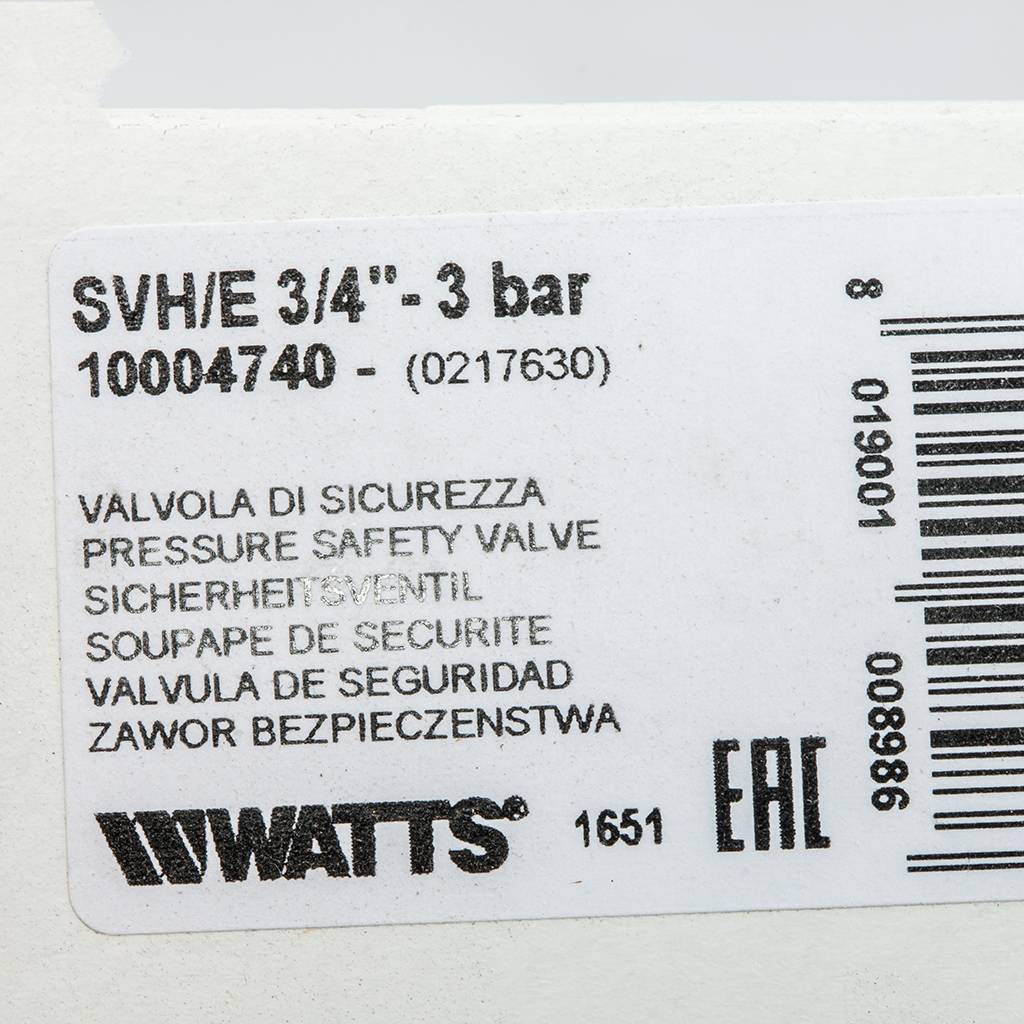 SVH/E 3/4"- 3 bar
10004740 - (0217630)
VALVOLA DI SICUREZZA
PRESSURE SAFETY VALVE
SICHERHEITSVENTIL
SOUPAPE DE SECURITE
VALVULA DE SEGURIDAD
ZAWOR BEZPIECZENSTWA
WATTS®
1651
EAC
8 019001 008986